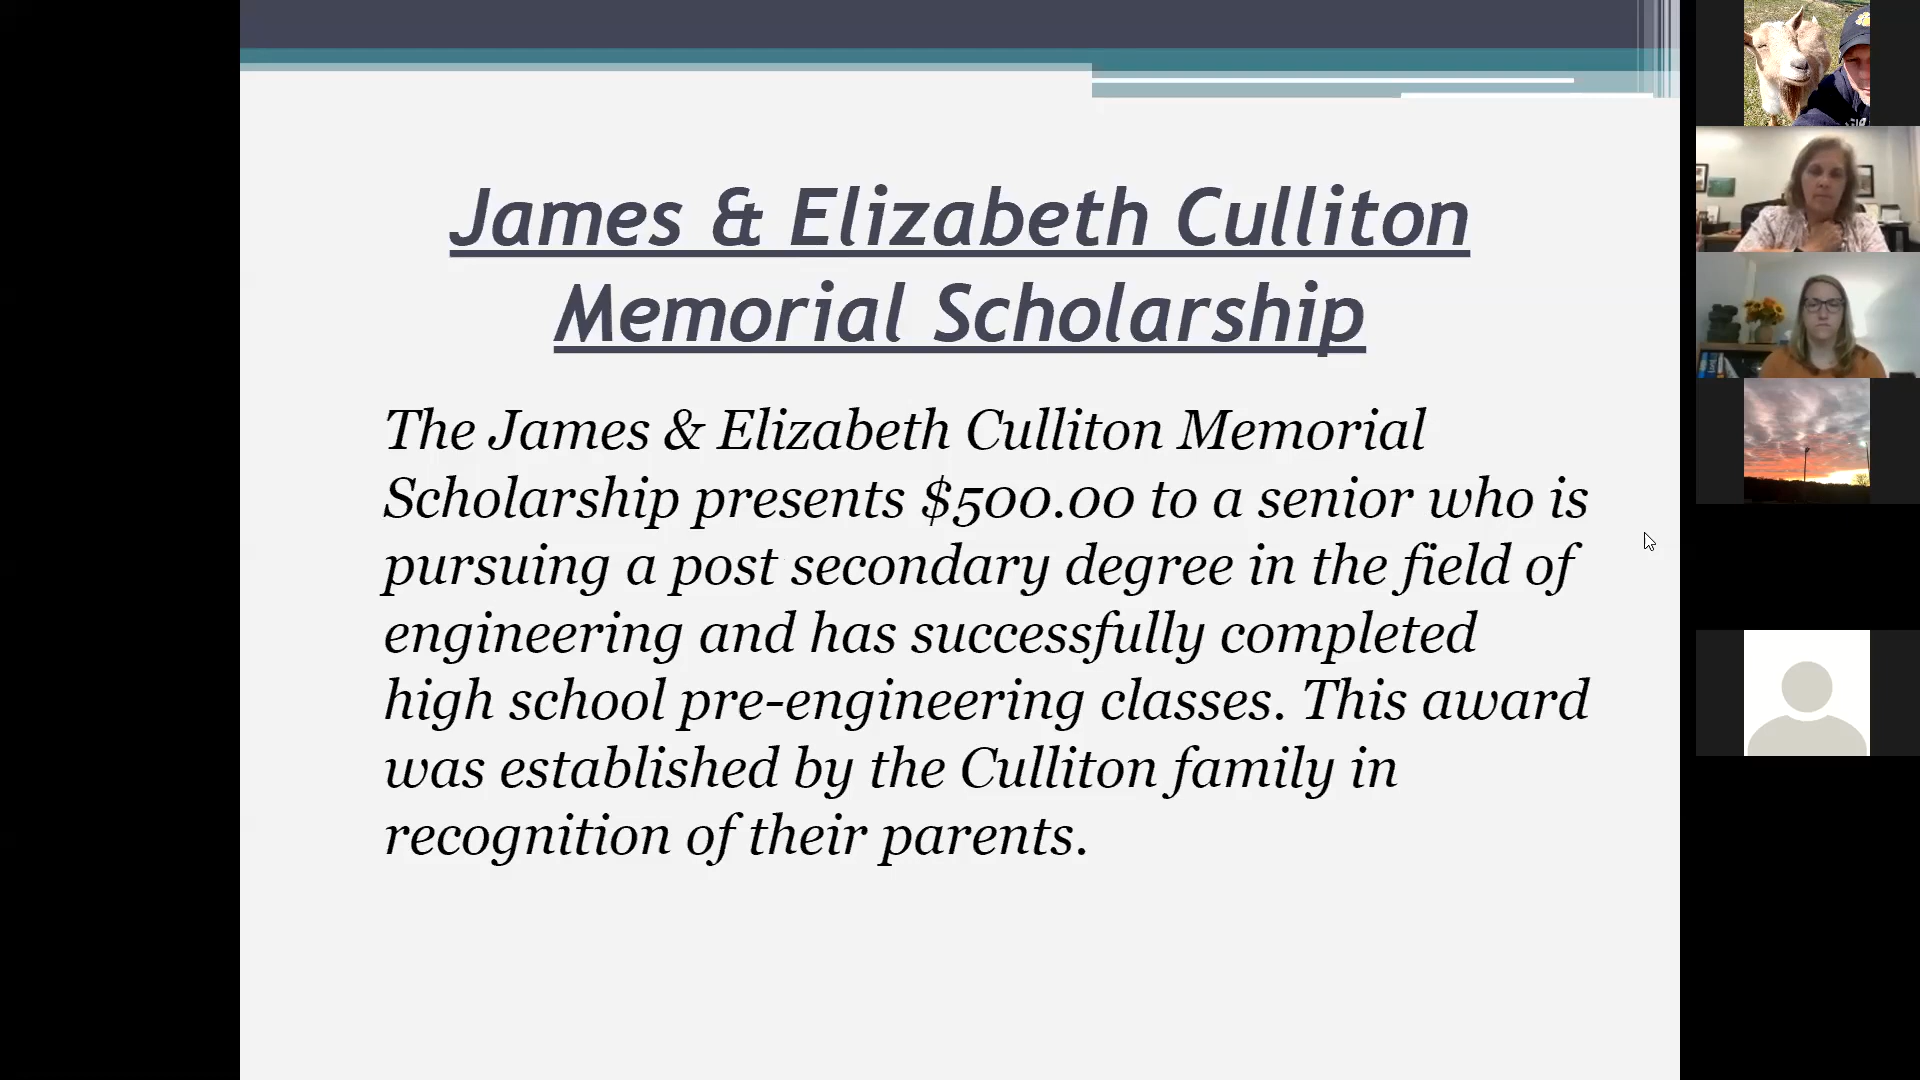 James & Elizabeth Culliton
Memorial Scholarship
The James & Elizabeth Culliton Memorial
Scholarship presents $500.00 to a senior who is
pursuing a post secondary degree in the field of
engineering and has successfully completed
high school pre-engineering classes. This award
was established by the Culliton family in
recognition of their parents.